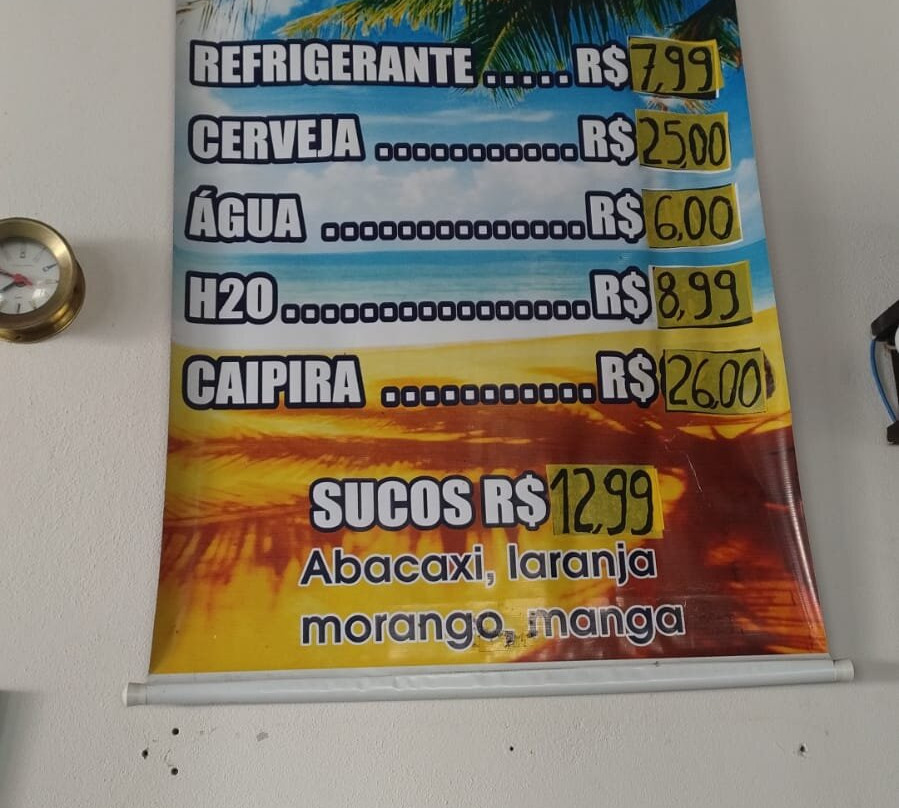 REFRIGERANTE ..... R$ 7,99
CERVEJA ........... R$ 25,00
ÁGUA .............. R$ 6,00
H2O ................ R$ 8,99
CAIPIRA ........... R$ 26,00
SUCOS R$ 12,99
Abacaxi, laranja
morango, manga